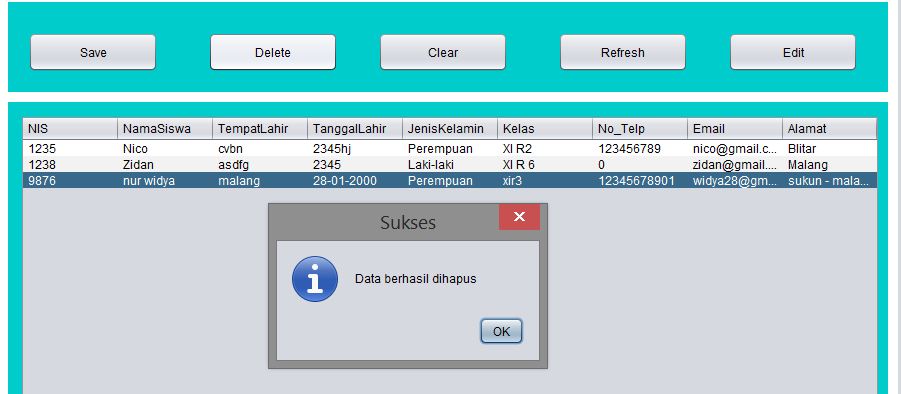 Save Delete Clear Refresh Edit
NIS NamaSiswa TempatLahir TanggalLahir JenisKelamin Kelas No_Telp Email Alamat
1235 Nico cvbn 2345hj Perempuan XI R2 123456789 nico@gmail.c... Blitar
1238 Zidan asdfg 2345 Laki-laki XI R 6 0 zidan@gmail.... Malang
9876 nur widya malang 28-01-2000 Perempuan xir3 12345678901 widya28@gm... sukun - mala...
Sukses
Data berhasil dihapus
OK